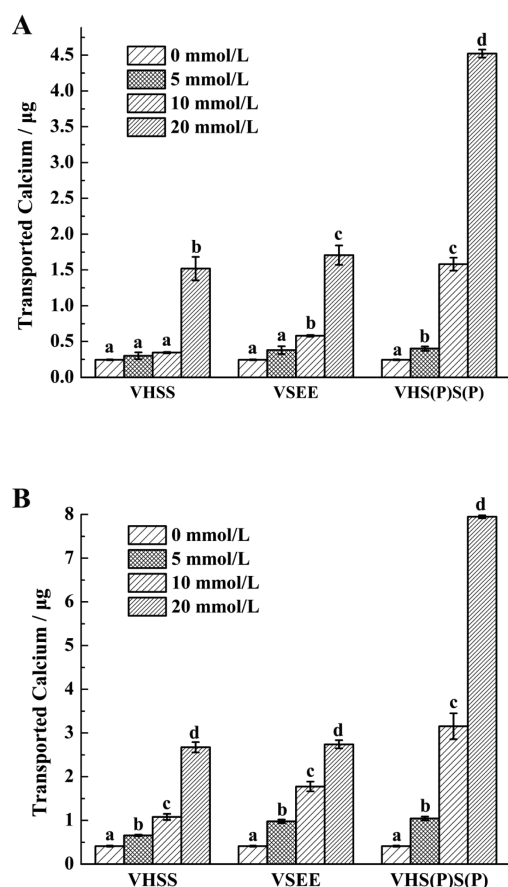 A
Transported Calcium / μg
4.5
4.0
3.5
3.0
2.5
2.0
1.5
1.0
0.5
0.0
0 mmol/L
5 mmol/L
10 mmol/L
20 mmol/L
a
a
a
b
a
a
b
c
a
b
c
d
VHSS
VSEE
VHS(P)S(P)
B
Transported Calcium / μg
8
7
6
5
4
3
2
1
0
0 mmol/L
5 mmol/L
10 mmol/L
20 mmol/L
a
b
c
d
a
b
c
d
a
b
c
d
VHSS
VSEE
VHS(P)S(P)